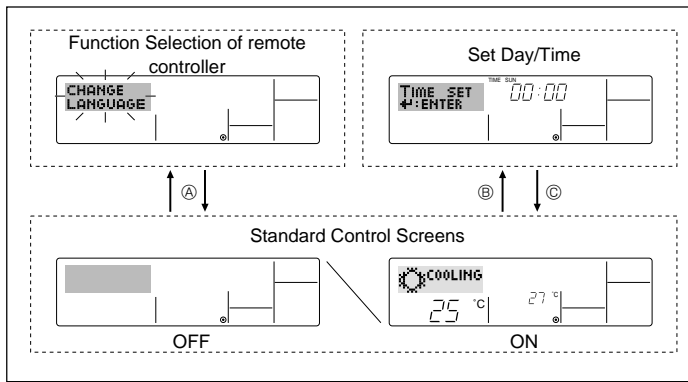 Function Selection of remote
controller
CHANGE
LANGUAGE
Set Day/Time
TIME SUN
TIME SET 00:00
↵:ENTER
Ⓐ
Ⓑ
Ⓒ
Standard Control Screens
COOLING
25 °C
27 °C
OFF
ON